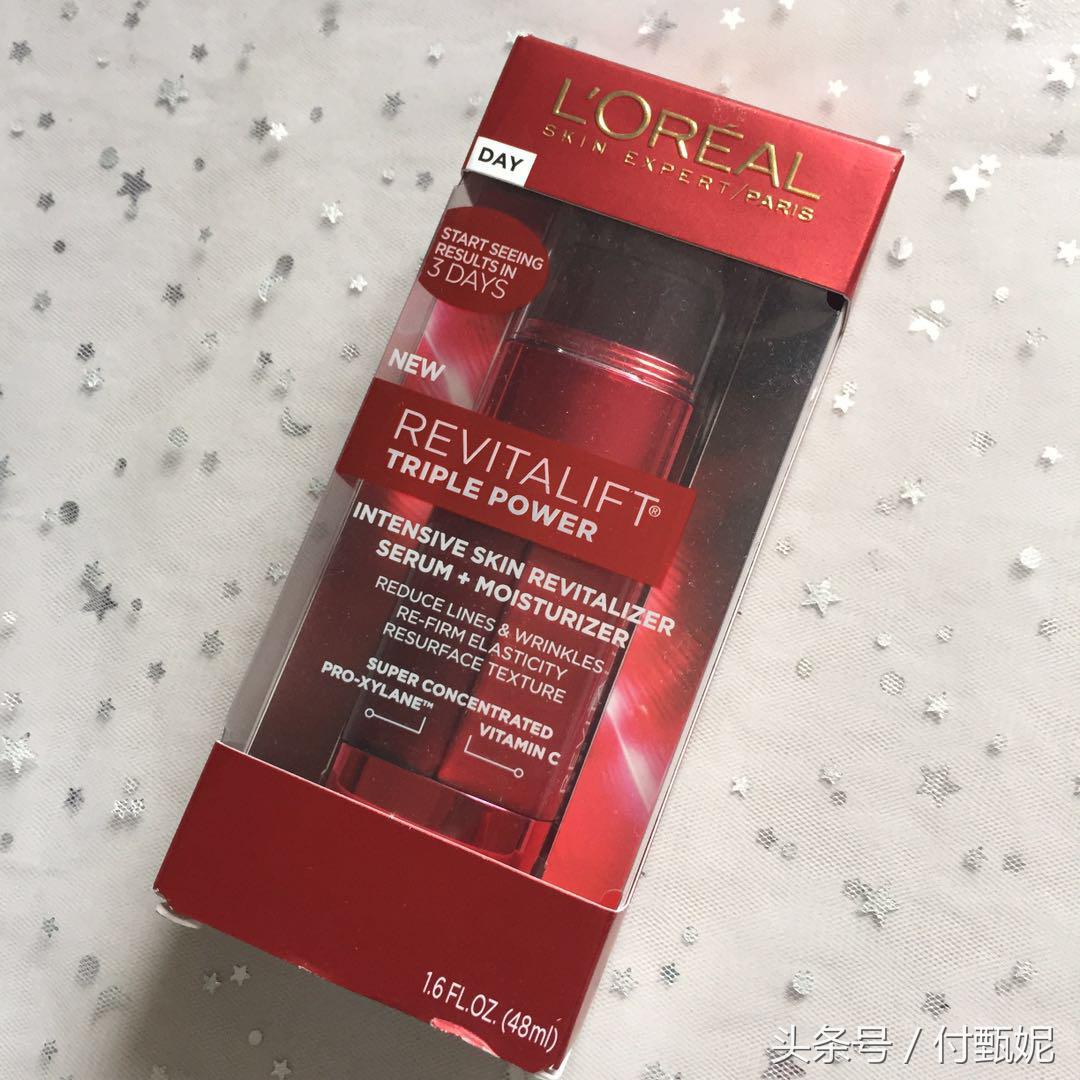 L'ORÉAL
SKIN EXPERT/PARIS
DAY
START SEEING
RESULTS IN
3 DAYS
NEW
REVITALIFT®
TRIPLE POWER
INTENSIVE SKIN REVITALIZER
SERUM + MOISTURIZER
REDUCE LINES & WRINKLES
RE-FIRM ELASTICITY
RESURFACE TEXTURE
SUPER CONCENTRATED
PRO-XYLANE™
VITAMIN C
1.6 FL.OZ. (48ml)
头条号 / 付甄妮